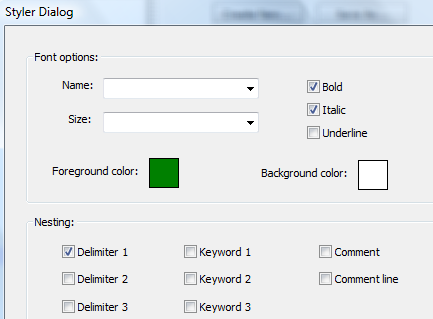 Styler Dialog
Font options:
Name:
Bold
Italic
Size:
Underline
Foreground color:
Background color:
Nesting:
Delimiter 1 Keyword 1 Comment
Delimiter 2 Keyword 2 Comment line
Delimiter 3 Keyword 3